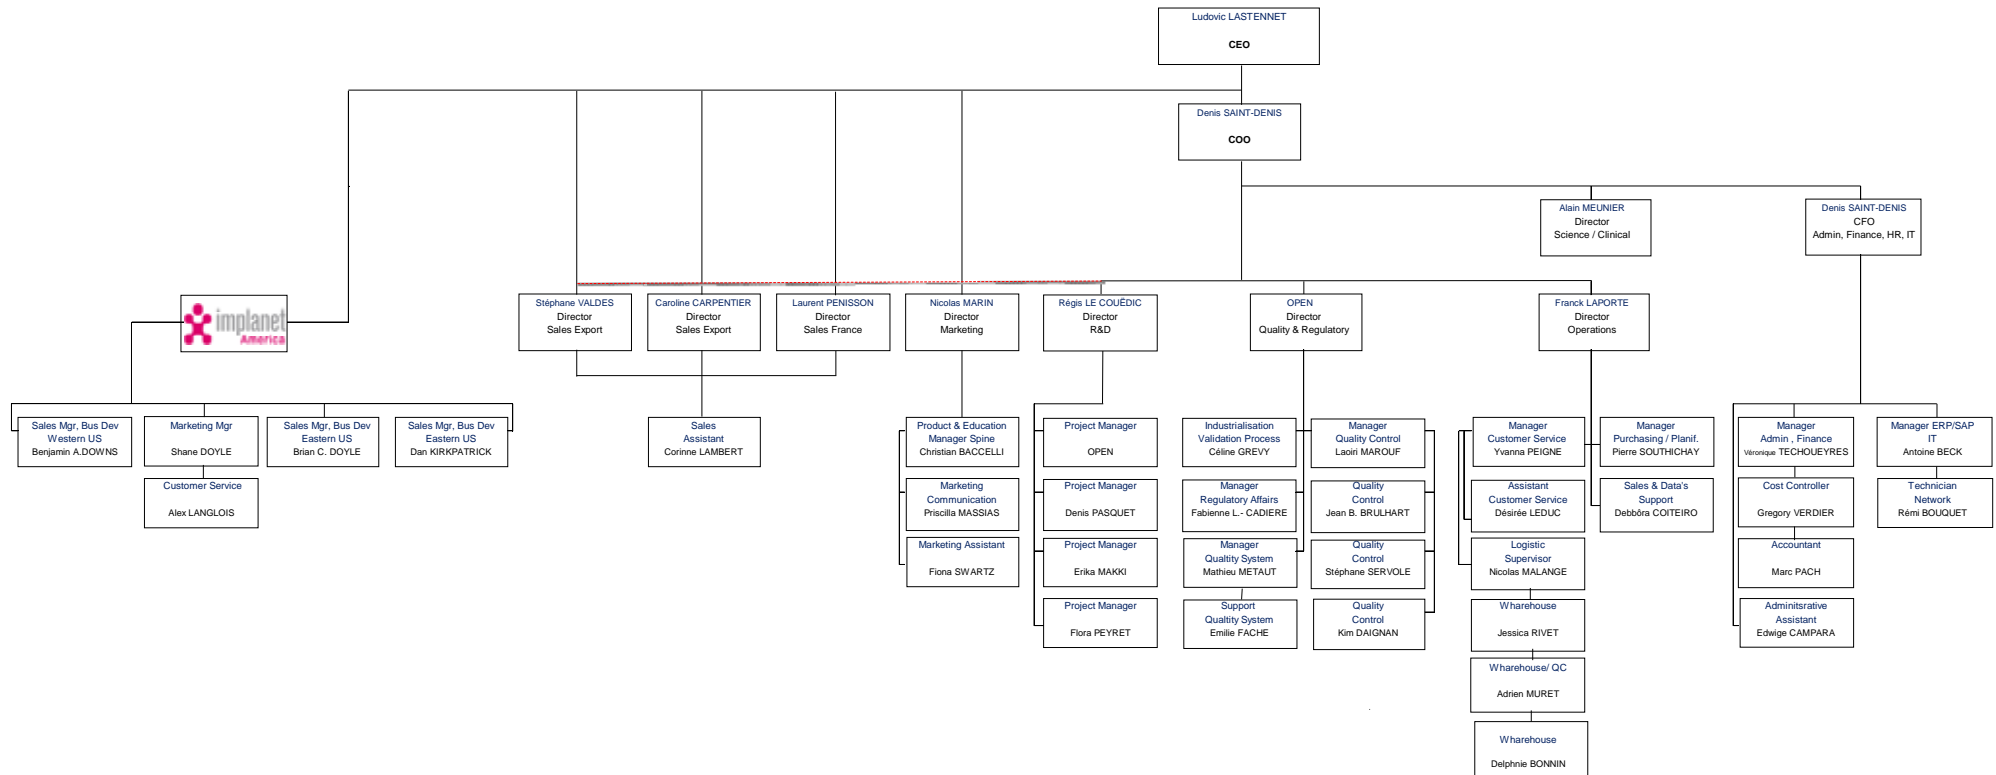 Ludovic LASTENNET
CEO
Denis SAINT-DENIS
COO
Alain MEUNIER
Director
Science / Clinical
Denis SAINT-DENIS
CFO
Admin, Finance, HR, IT
implanet
America
Stéphane VALDES
Director
Sales Export
Caroline CARPENTIER
Director
Sales Export
Laurent PENISSON
Director
Sales France
Nicolas MARIN
Director
Marketing
Régis LE COUËDIC
Director
R&D
OPEN
Director
Quality & Regulatory
Franck LAPORTE
Director
Operations
Sales Mgr, Bus Dev
Western US
Benjamin A.DOWNS
Marketing Mgr
Shane DOYLE
Sales Mgr, Bus Dev
Eastern US
Brian C. DOYLE
Sales Mgr, Bus Dev
Eastern US
Dan KIRKPATRICK
Customer Service
Alex LANGLOIS
Sales
Assistant
Corinne LAMBERT
Product & Education
Manager Spine
Christian BACCELLI
Marketing
Communication
Priscilla MASSIAS
Marketing Assistant
Fiona SWARTZ
Project Manager
OPEN
Project Manager
Denis PASQUET
Project Manager
Erika MAKKI
Project Manager
Flora PEYRET
Industrialisation
Validation Process
Céline GREVY
Manager
Regulatory Affairs
Fabienne L.- CADIERE
Manager
Qualtity System
Mathieu METAUT
Support
Qualtity System
Emilie FACHE
Manager
Quality Control
Laoiri MAROUF
Quality
Control
Jean B. BRULHART
Quality
Control
Stéphane SERVOLE
Quality
Control
Kim DAIGNAN
Manager
Customer Service
Yvanna PEIGNE
Assistant
Customer Service
Désirée LEDUC
Logistic
Supervisor
Nicolas MALANGE
Wharehouse
Jessica RIVET
Wharehouse/ QC
Adrien MURET
Wharehouse
Delphnie BONNIN
Manager
Purchasing / Planif.
Pierre SOUTHICHAY
Sales & Data's
Support
Debbôra COITEIRO
Manager
Admin , Finance
Véronique TECHOUEYRES
Cost Controller
Gregory VERDIER
Accountant
Marc PACH
Adminitsrative
Assistant
Edwige CAMPARA
Manager ERP/SAP
IT
Antoine BECK
Technician
Network
Rémi BOUQUET